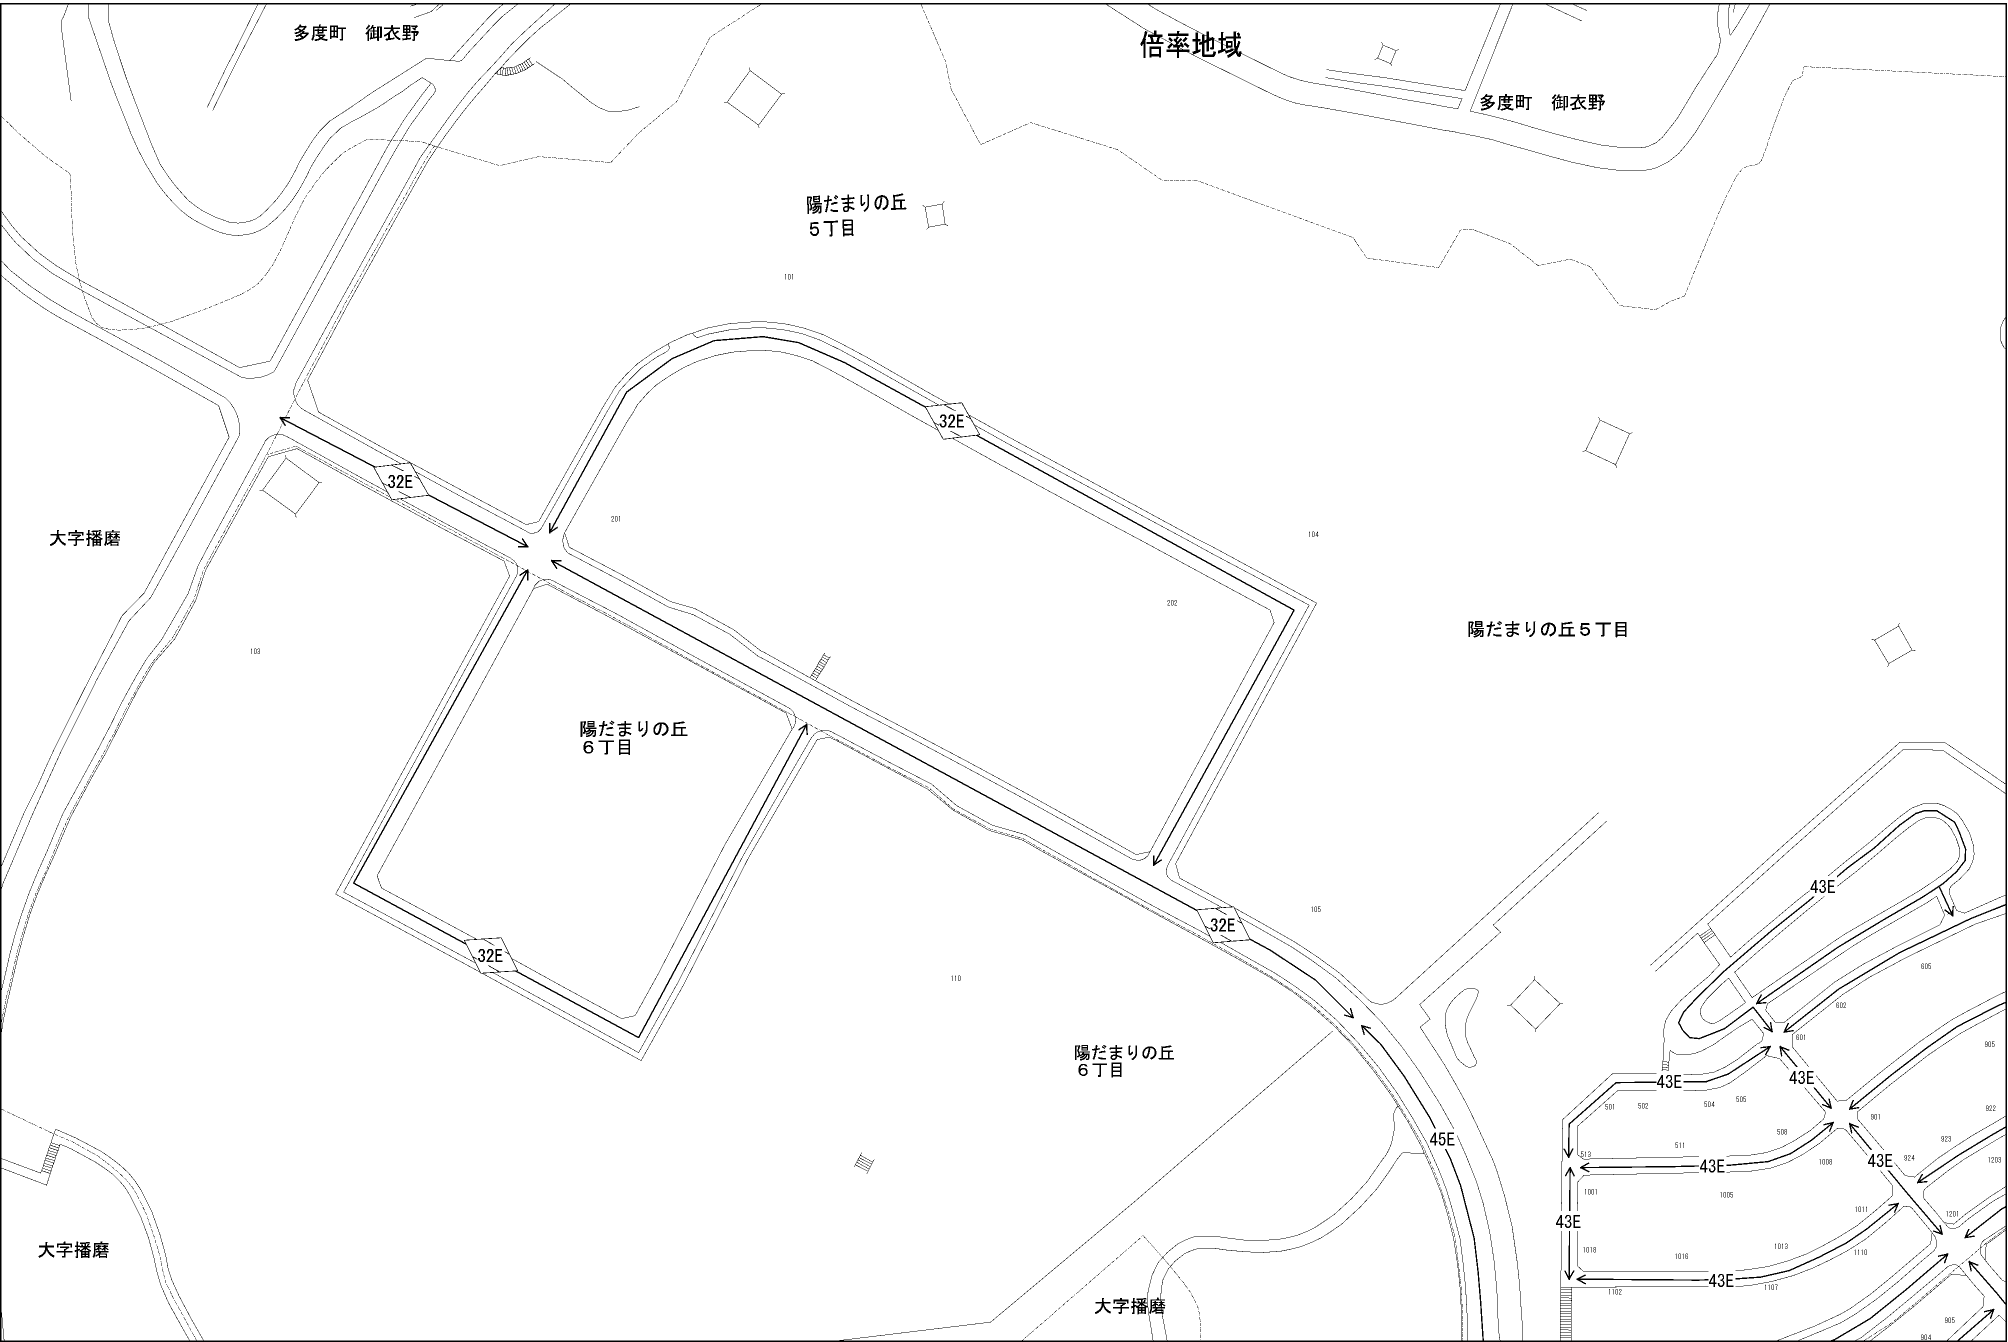 多度町　御衣野
倍率地域
多度町　御衣野
陽だまりの丘
５丁目
101
32E
32E
201
104
大字播磨
202
陽だまりの丘５丁目
103
陽だまりの丘
６丁目
43E
105
32E
32E
605
110
602
601
905
陽だまりの丘
６丁目
43E
43E
501
502
504
505
901
922
45E
508
511
923
513
924
43E
1008
43E
1203
1001
1005
1011
1201
43E
大字播磨
1018
1016
1013
1110
43E
1102
1107
大字播磨
905
904